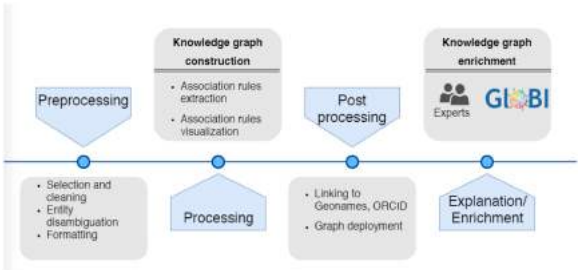 Knowledge graph
construction
Association rules
extraction
Association rules
visualization
Knowledge graph
enrichment
Experts
GLOBI
Preprocessing
Post
processing
Selection and
cleaning
Entity
disambiguation
Formatting
Processing
Linking to
Geonames, ORCID
Graph deployment
Explanation/
Enrichment